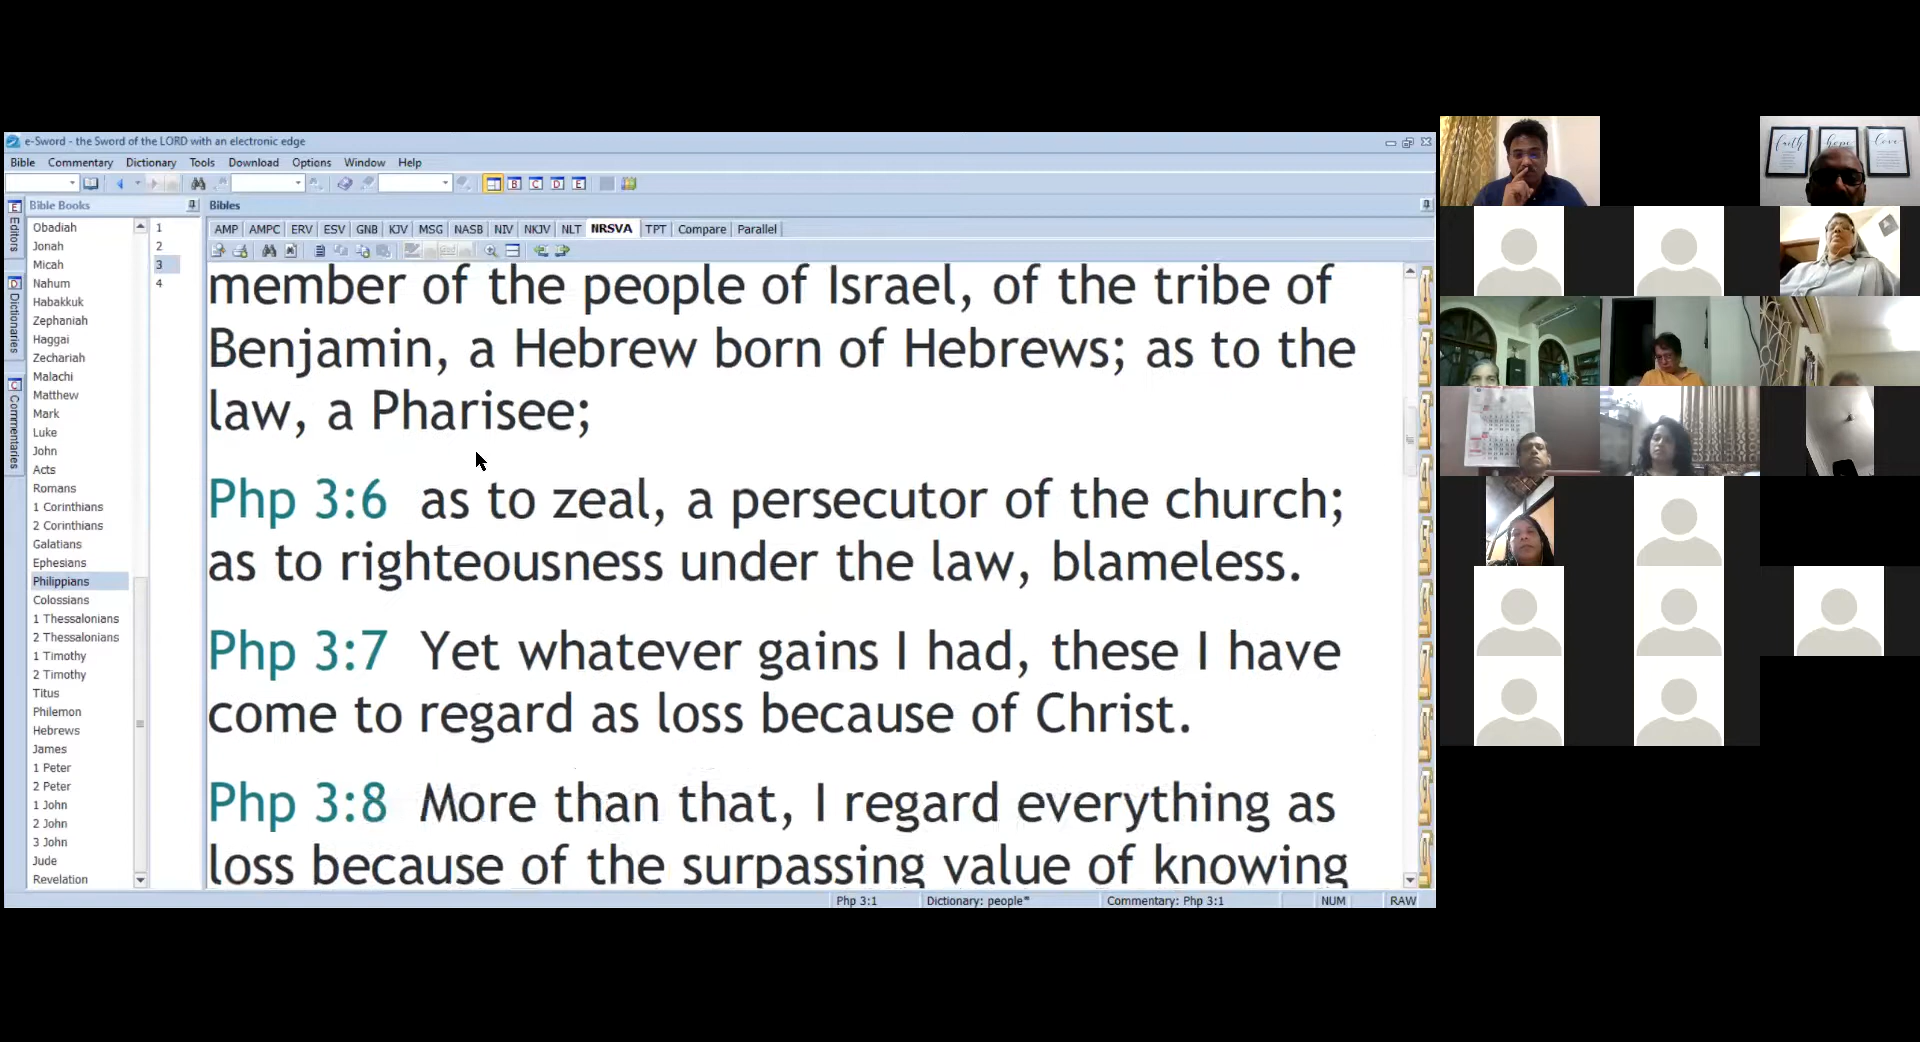 e-Sword - the Sword of the LORD with an electronic edge
Bible Commentary Dictionary Tools Download Options Window Help
Bible Books
Bibles
Editors
Dictionaries
Commentaries
Obadiah
Jonah
Micah
Nahum
Habakkuk
Zephaniah
Haggai
Zechariah
Malachi
Matthew
Mark
Luke
John
Acts
Romans
1 Corinthians
2 Corinthians
Galatians
Ephesians
Philippians
Colossians
1 Thessalonians
2 Thessalonians
1 Timothy
2 Timothy
Titus
Philemon
Hebrews
James
1 Peter
2 Peter
1 John
2 John
3 John
Jude
Revelation
1
2
3
4
AMP AMPC ERV ESV GNB KJV MSG NASB NIV NKJV NLT NRSVA TPT Compare Parallel
member of the people of Israel, of the tribe of
Benjamin, a Hebrew born of Hebrews; as to the
law, a Pharisee;
Php 3:6 as to zeal, a persecutor of the church;
as to righteousness under the law, blameless.
Php 3:7 Yet whatever gains I had, these I have
come to regard as loss because of Christ.
Php 3:8 More than that, I regard everything as
loss because of the surpassing value of knowing
Php 3:1 Dictionary: people* Commentary: Php 3:1 NUM RAW
faith hope love